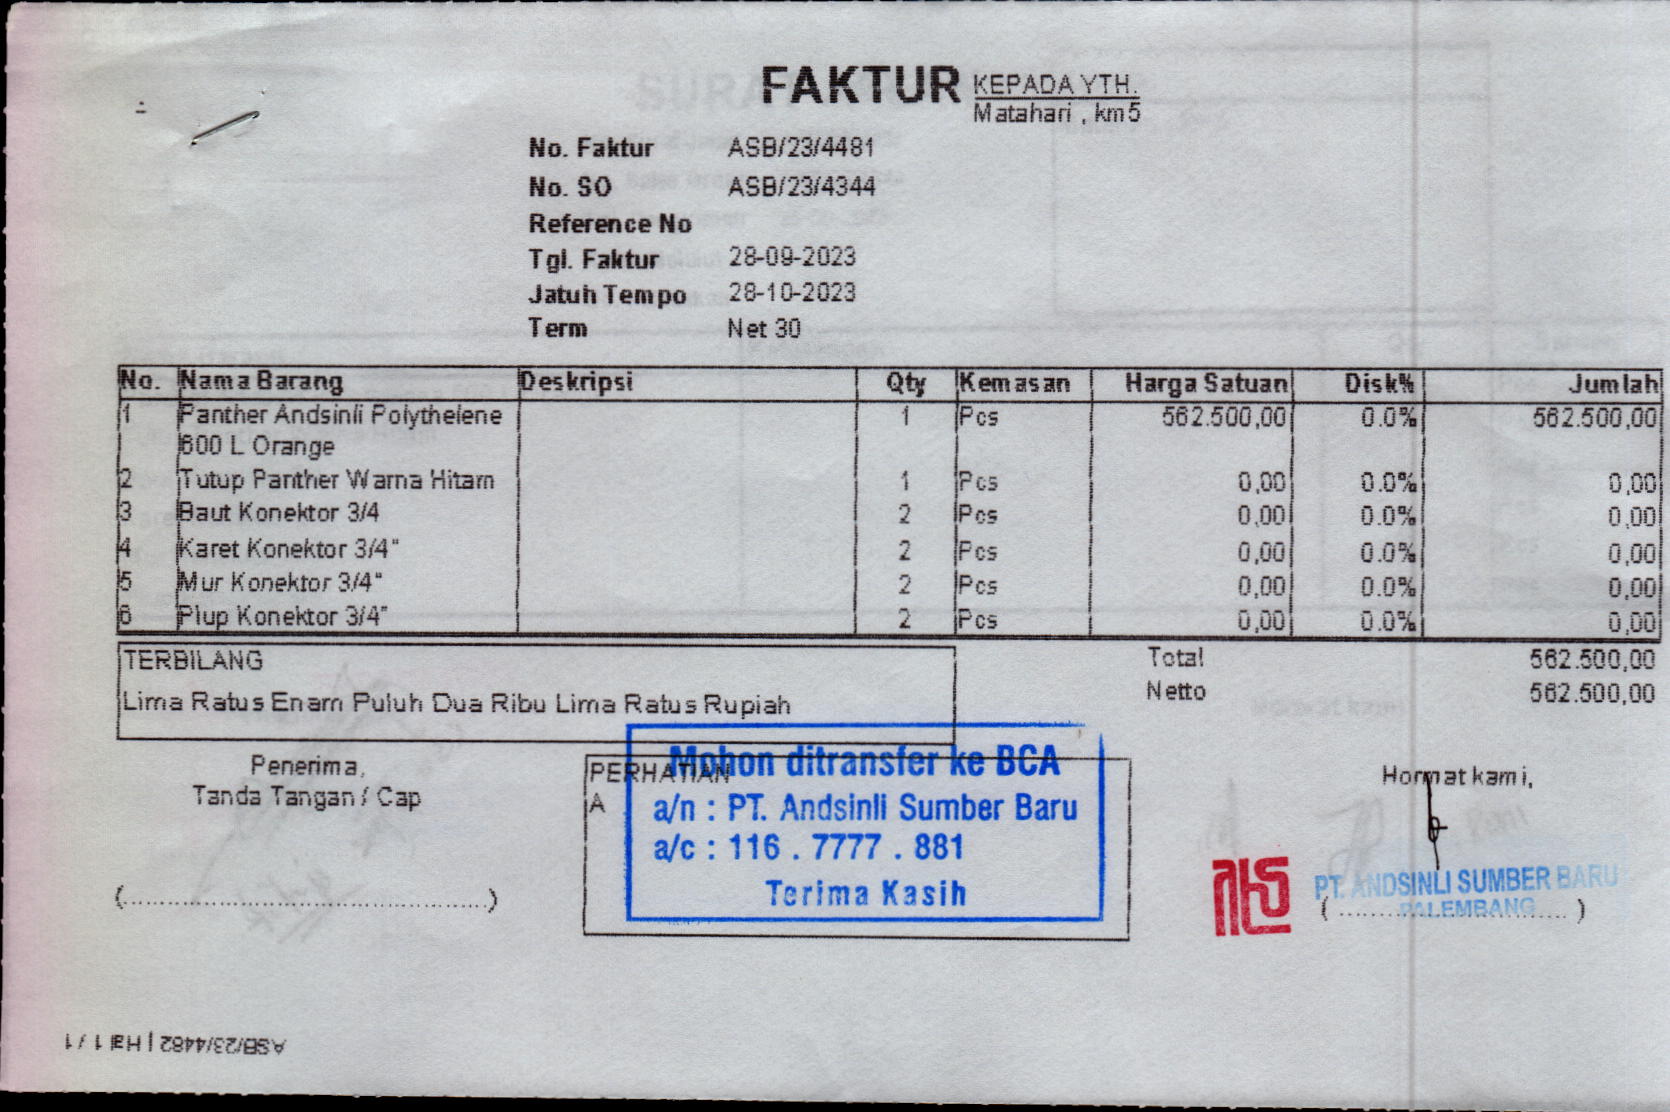 FAKTUR
KEPADA YTH.
Matahari , km5
No. Faktur ASB/23/4481
No. SO ASB/23/4344
Reference No
Tgl. Faktur 28-09-2023
Jatuh Tempo 28-10-2023
Term Net 30
No. Nama Barang Deskripsi Qty Kemasan Harga Satuan Disk% Jumlah
1 Panther Andsinli Polythelene 1 Pcs 562.500,00 0.0% 562.500,00
600 L Orange
2 Tutup Panther Warna Hitam 1 Pcs 0,00 0.0% 0,00
3 Baut Konektor 3/4 2 Pcs 0,00 0.0% 0,00
4 Karet Konektor 3/4" 2 Pcs 0,00 0.0% 0,00
5 Mur Konektor 3/4" 2 Pcs 0,00 0.0% 0,00
6 Plup Konektor 3/4" 2 Pcs 0,00 0.0% 0,00
TERBILANG
Lima Ratus Enam Puluh Dua Ribu Lima Ratus Rupiah
Total 562.500,00
Netto 562.500,00
Penerima,
Tanda Tangan / Cap
(..................................................)
PERHATIAN
A
Mohon ditransfer ke BCA
a/n : PT. Andsinli Sumber Baru
a/c : 116 . 7777 . 881
Terima Kasih
Hormat kami,
PT. ANDSINLI SUMBER BARU
PALEMBANG
(................................)
ASB/23/4482 | Hal 1 / 1